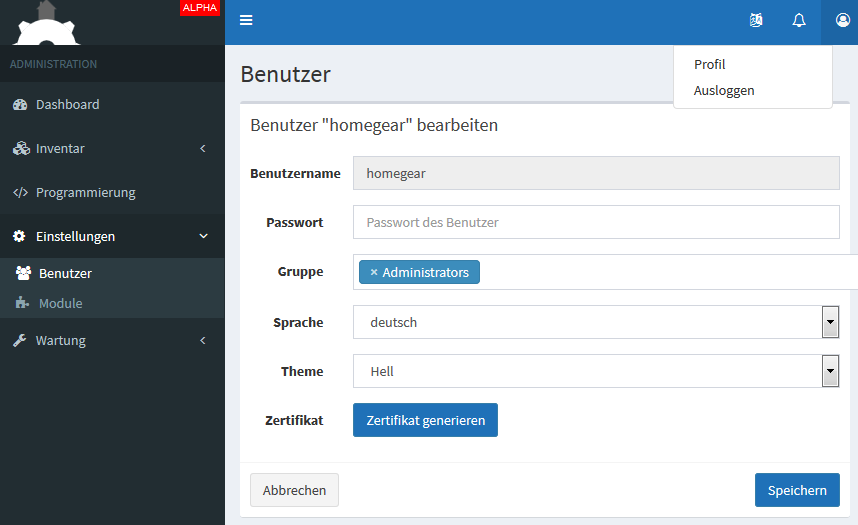 ALPHA
ADMINISTRATION
Dashboard
Inventar
Programmierung
Einstellungen
Benutzer
Module
Wartung
Profil
Ausloggen
Benutzer
Benutzer "homegear" bearbeiten
Benutzername homegear
Passwort Passwort des Benutzer
Gruppe × Administrators
Sprache deutsch
Theme Hell
Zertifikat Zertifikat generieren
Abbrechen Speichern